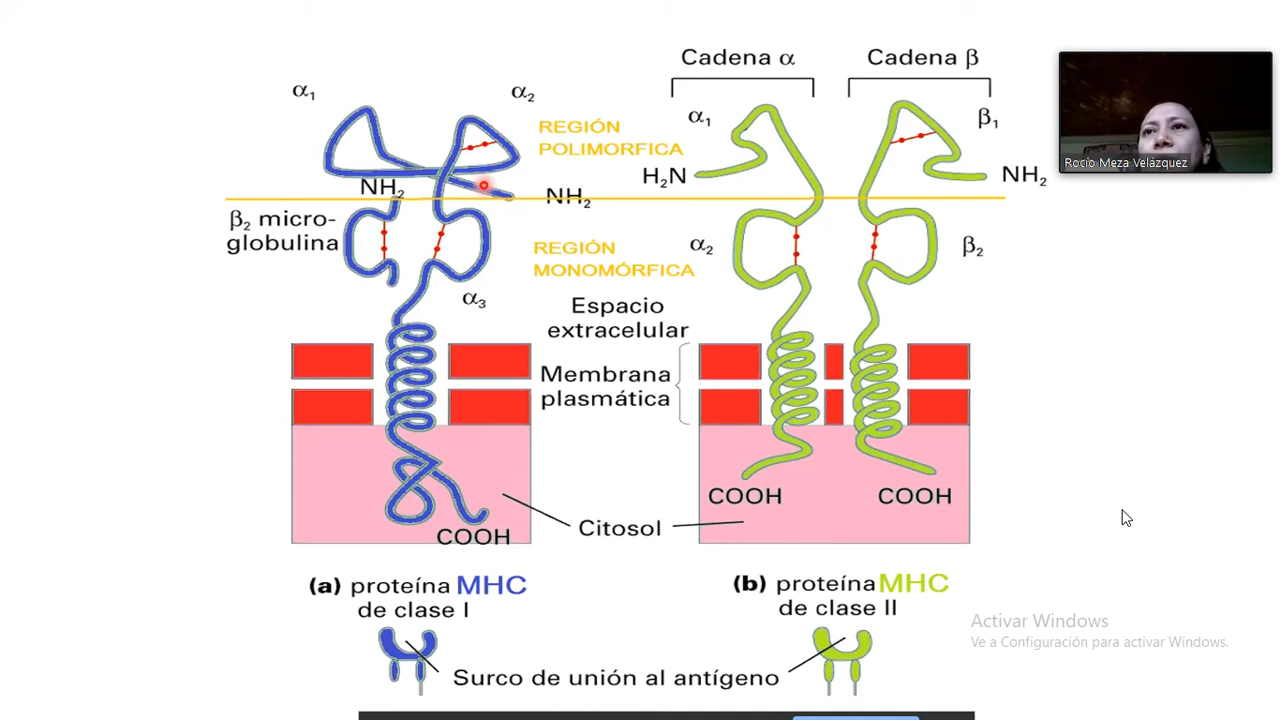 Cadena α
Cadena β
α₁
α₂
REGIÓN
POLIMORFICA
α₁
β₁
NH₂
NH₂
H₂N
NH₂
Rocio Meza Velázquez
β₂ micro-
globulina
REGIÓN
MONOMÓRFICA
α₂
β₂
α₃
Espacio
extracelular
Membrana
plasmática
COOH
COOH
COOH
Citosol
(a) proteína MHC
de clase I
(b) proteína MHC
de clase II
Activar Windows
Ve a Configuración para activar Windows.
Surco de unión al antígeno